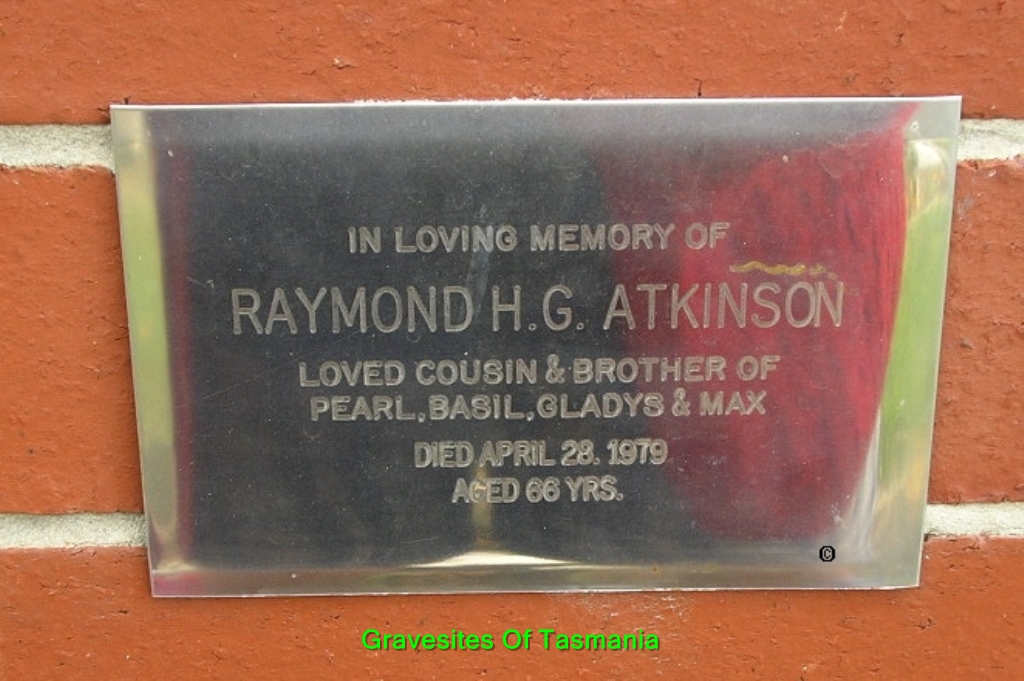 IN LOVING MEMORY OF
RAYMOND H.G. ATKINSON
LOVED COUSIN & BROTHER OF
PEARL, BASIL, GLADYS & MAX
DIED APRIL 28. 1979
AGED 66 YRS.
©
Gravesites Of Tasmania